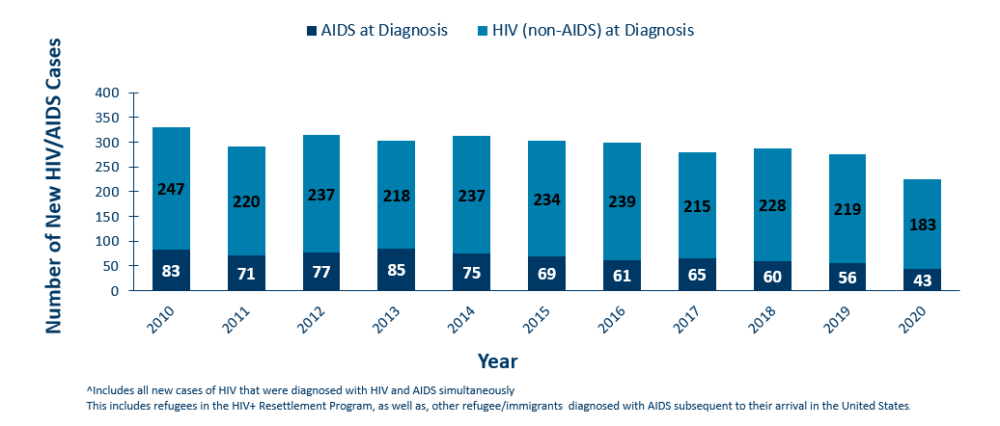 AIDS at Diagnosis HIV (non-AIDS) at Diagnosis
Number of New HIV/AIDS Cases
400
350
300
250
200
150
100
50
0
247 220 237 218 237 234 239 215 228 219 183
83 71 77 85 75 69 61 65 60 56 43
2010 2011 2012 2013 2014 2015 2016 2017 2018 2019 2020
Year
^Includes all new cases of HIV that were diagnosed with HIV and AIDS simultaneously
This includes refugees in the HIV+ Resettlement Program, as well as, other refugee/immigrants diagnosed with AIDS subsequent to their arrival in the United States.